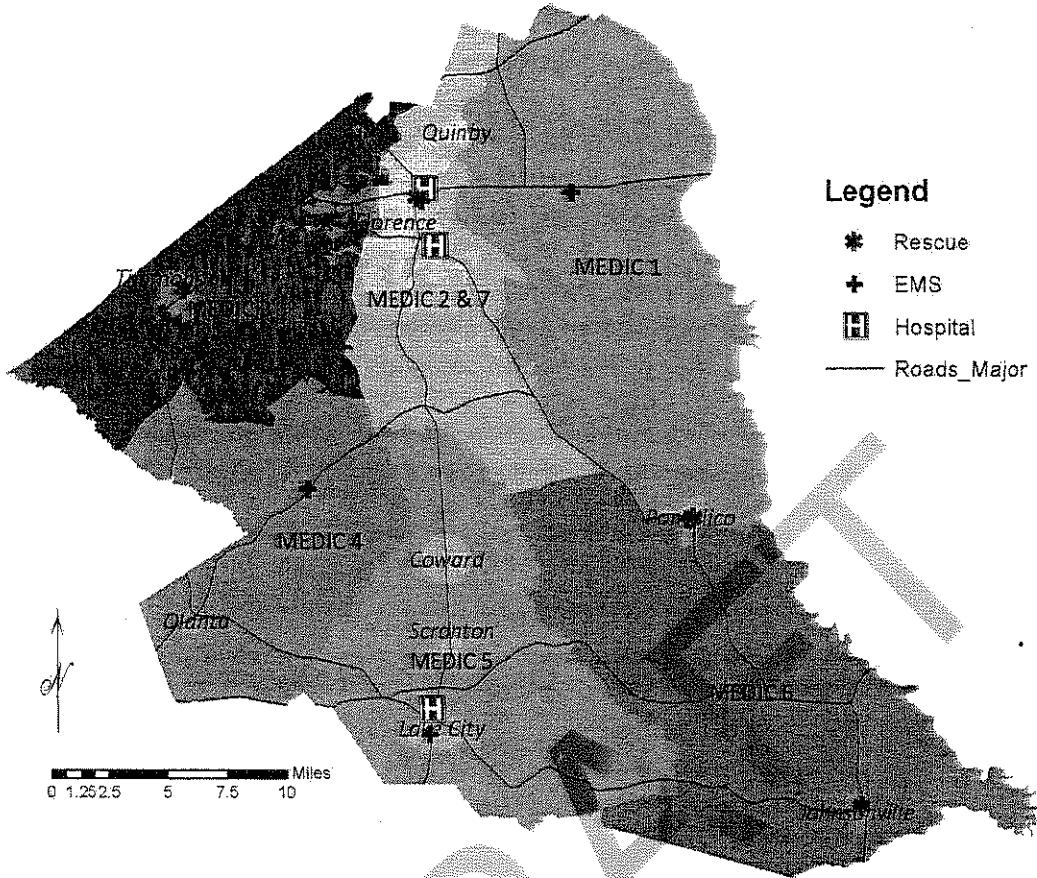 Quinby
H
Florence
H
MEDIC 1
MEDIC 2 & 7
Legend
Rescue
EMS
H Hospital
Roads_Major
Pamplico
MEDIC 4
Coward
Olanta
Scranton
MEDIC 5
MEDIC 6
H
Lake City
Johnsonville
N
Miles
0 1.25 2.5 5 7.5 10